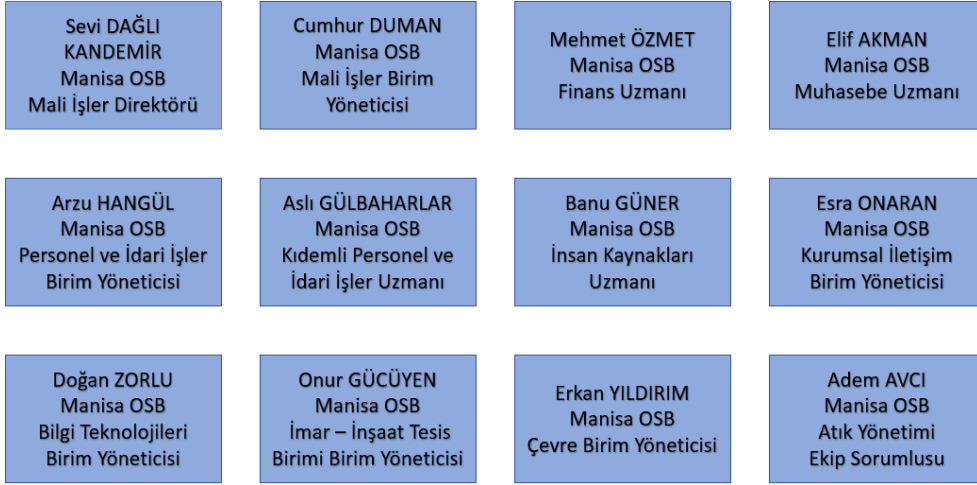 Sevi DAĞLI
KANDEMİR
Manisa OSB
Mali İşler Direktörü
Cumhur DUMAN
Manisa OSB
Mali İşler Birim
Yöneticisi
Mehmet ÖZMET
Manisa OSB
Finans Uzmanı
Elif AKMAN
Manisa OSB
Muhasebe Uzmanı
Arzu HANGÜL
Manisa OSB
Personel ve İdari İşler
Birim Yöneticisi
Aslı GÜLBAHARLAR
Manisa OSB
Kıdemli Personel ve
İdari İşler Uzmanı
Banu GÜNER
Manisa OSB
İnsan Kaynakları
Uzmanı
Esra ONARAN
Manisa OSB
Kurumsal İletişim
Birim Yöneticisi
Doğan ZORLU
Manisa OSB
Bilgi Teknolojileri
Birim Yöneticisi
Onur GÜCÜYEN
Manisa OSB
İmar – İnşaat Tesis
Birimi Birim Yöneticisi
Erkan YILDIRIM
Manisa OSB
Çevre Birim Yöneticisi
Adem AVCI
Manisa OSB
Atık Yönetimi
Ekip Sorumlusu